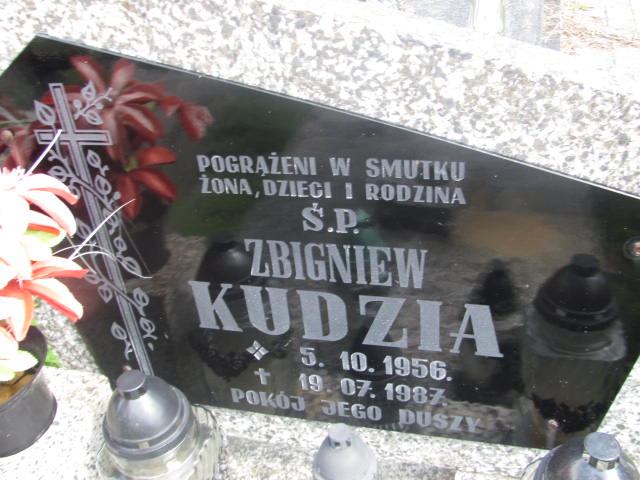 POGRĄŻENI W SMUTKU
ŻONA, DZIECI I RODZINA
Ś.P.
ZBIGNIEW
KUDZIA
5. 10. 1956.
† 19. 07. 1987.
POKÓJ JEGO DUSZY